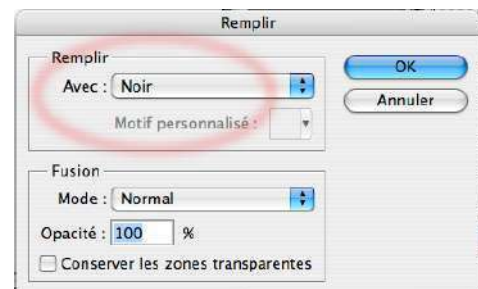 Remplir
Remplir
Avec : Noir
Motif personnalisé :
OK
Annuler
Fusion
Mode : Normal
Opacité : 100 %
Conserver les zones transparentes